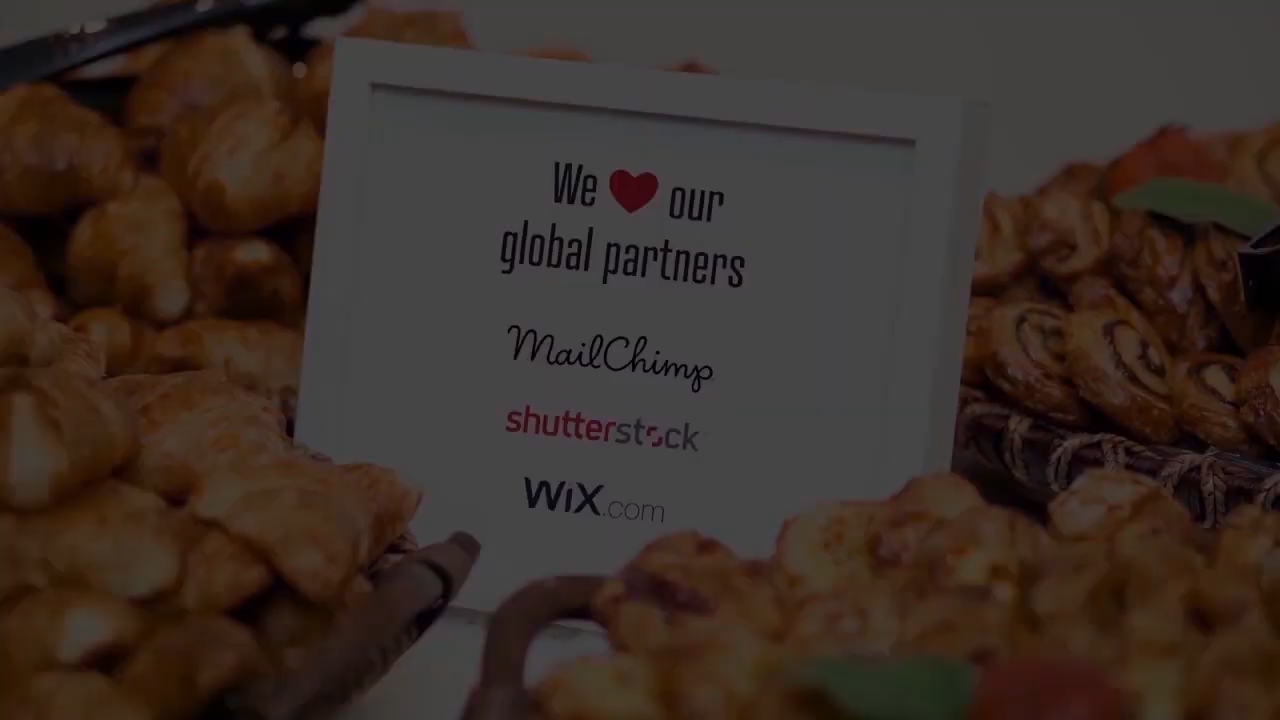 We ❤ our
global partners
MailChimp
shutterstock
WiX.com